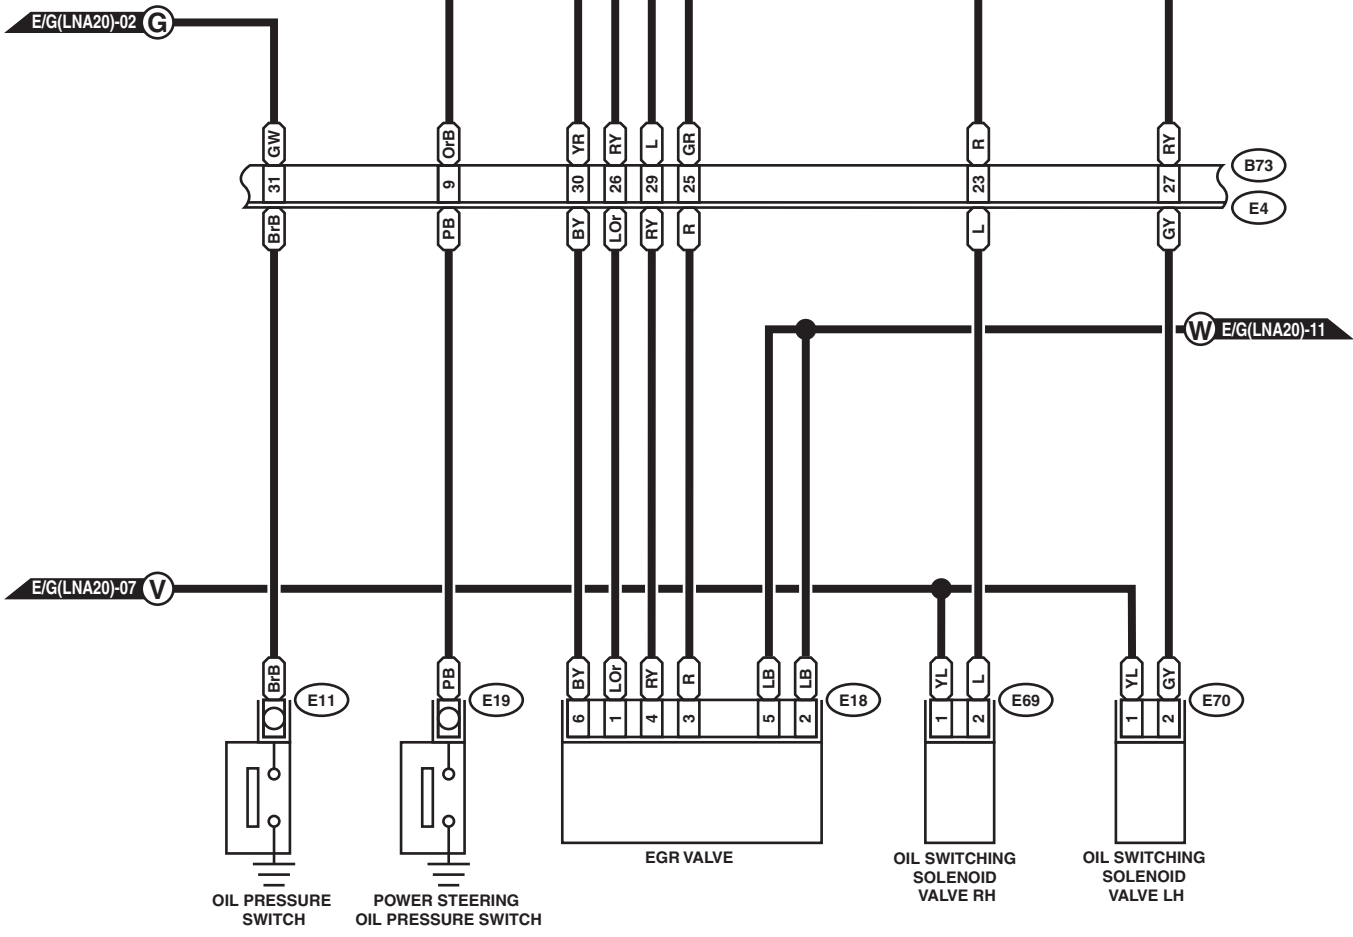 E/G(LNA20)-02 G
GW OrB YR RY L GR R RY
B73
31 9 30 26 29 25 23 27
E4
BrB PB BY LOr RY R L GY
W E/G(LNA20)-11
E/G(LNA20)-07 V
BrB PB BY LOr RY R LB LB YL L YL GY
E11 E19 E18 E69 E70
6 1 4 3 5 2 1 2 1 2
EGR VALVE
OIL SWITCHING
SOLENOID
VALVE RH
OIL SWITCHING
SOLENOID
VALVE LH
OIL PRESSURE
SWITCH
POWER STEERING
OIL PRESSURE SWITCH